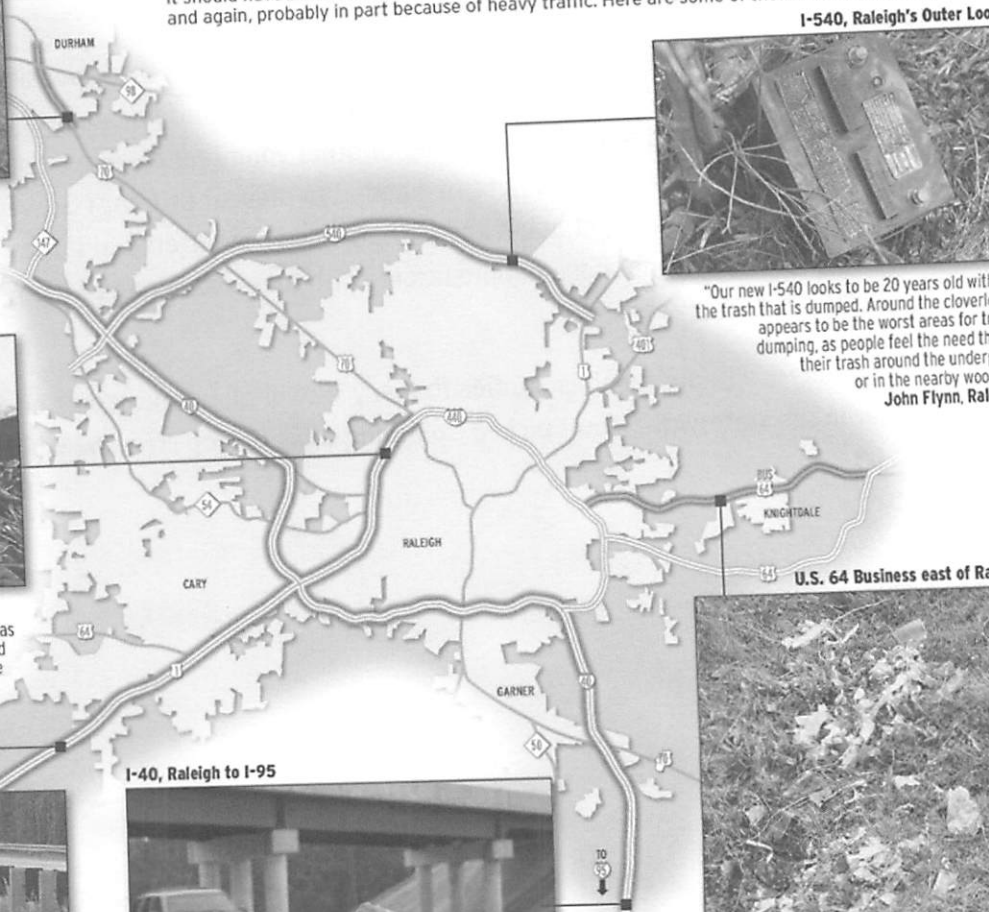 and again, probably in part because of heavy traffic. Here are some of
I-540, Raleigh's Outer Loo
DURHAM
98
70
147
540
"Our new I-540 looks to be 20 years old wit
the trash that is dumped. Around the cloverl
appears to be the worst areas for t
dumping, as people feel the need th
their trash around the under
or in the nearby woo
John Flynn, Ral
401
70
1
40
440
BUS
64
KNIGHTDALE
54
RALEIGH
CARY
64
U.S. 64 Business east of Ra
as
d
e
64
1
GARNER
40
50
I-40, Raleigh to I-95
TO
95